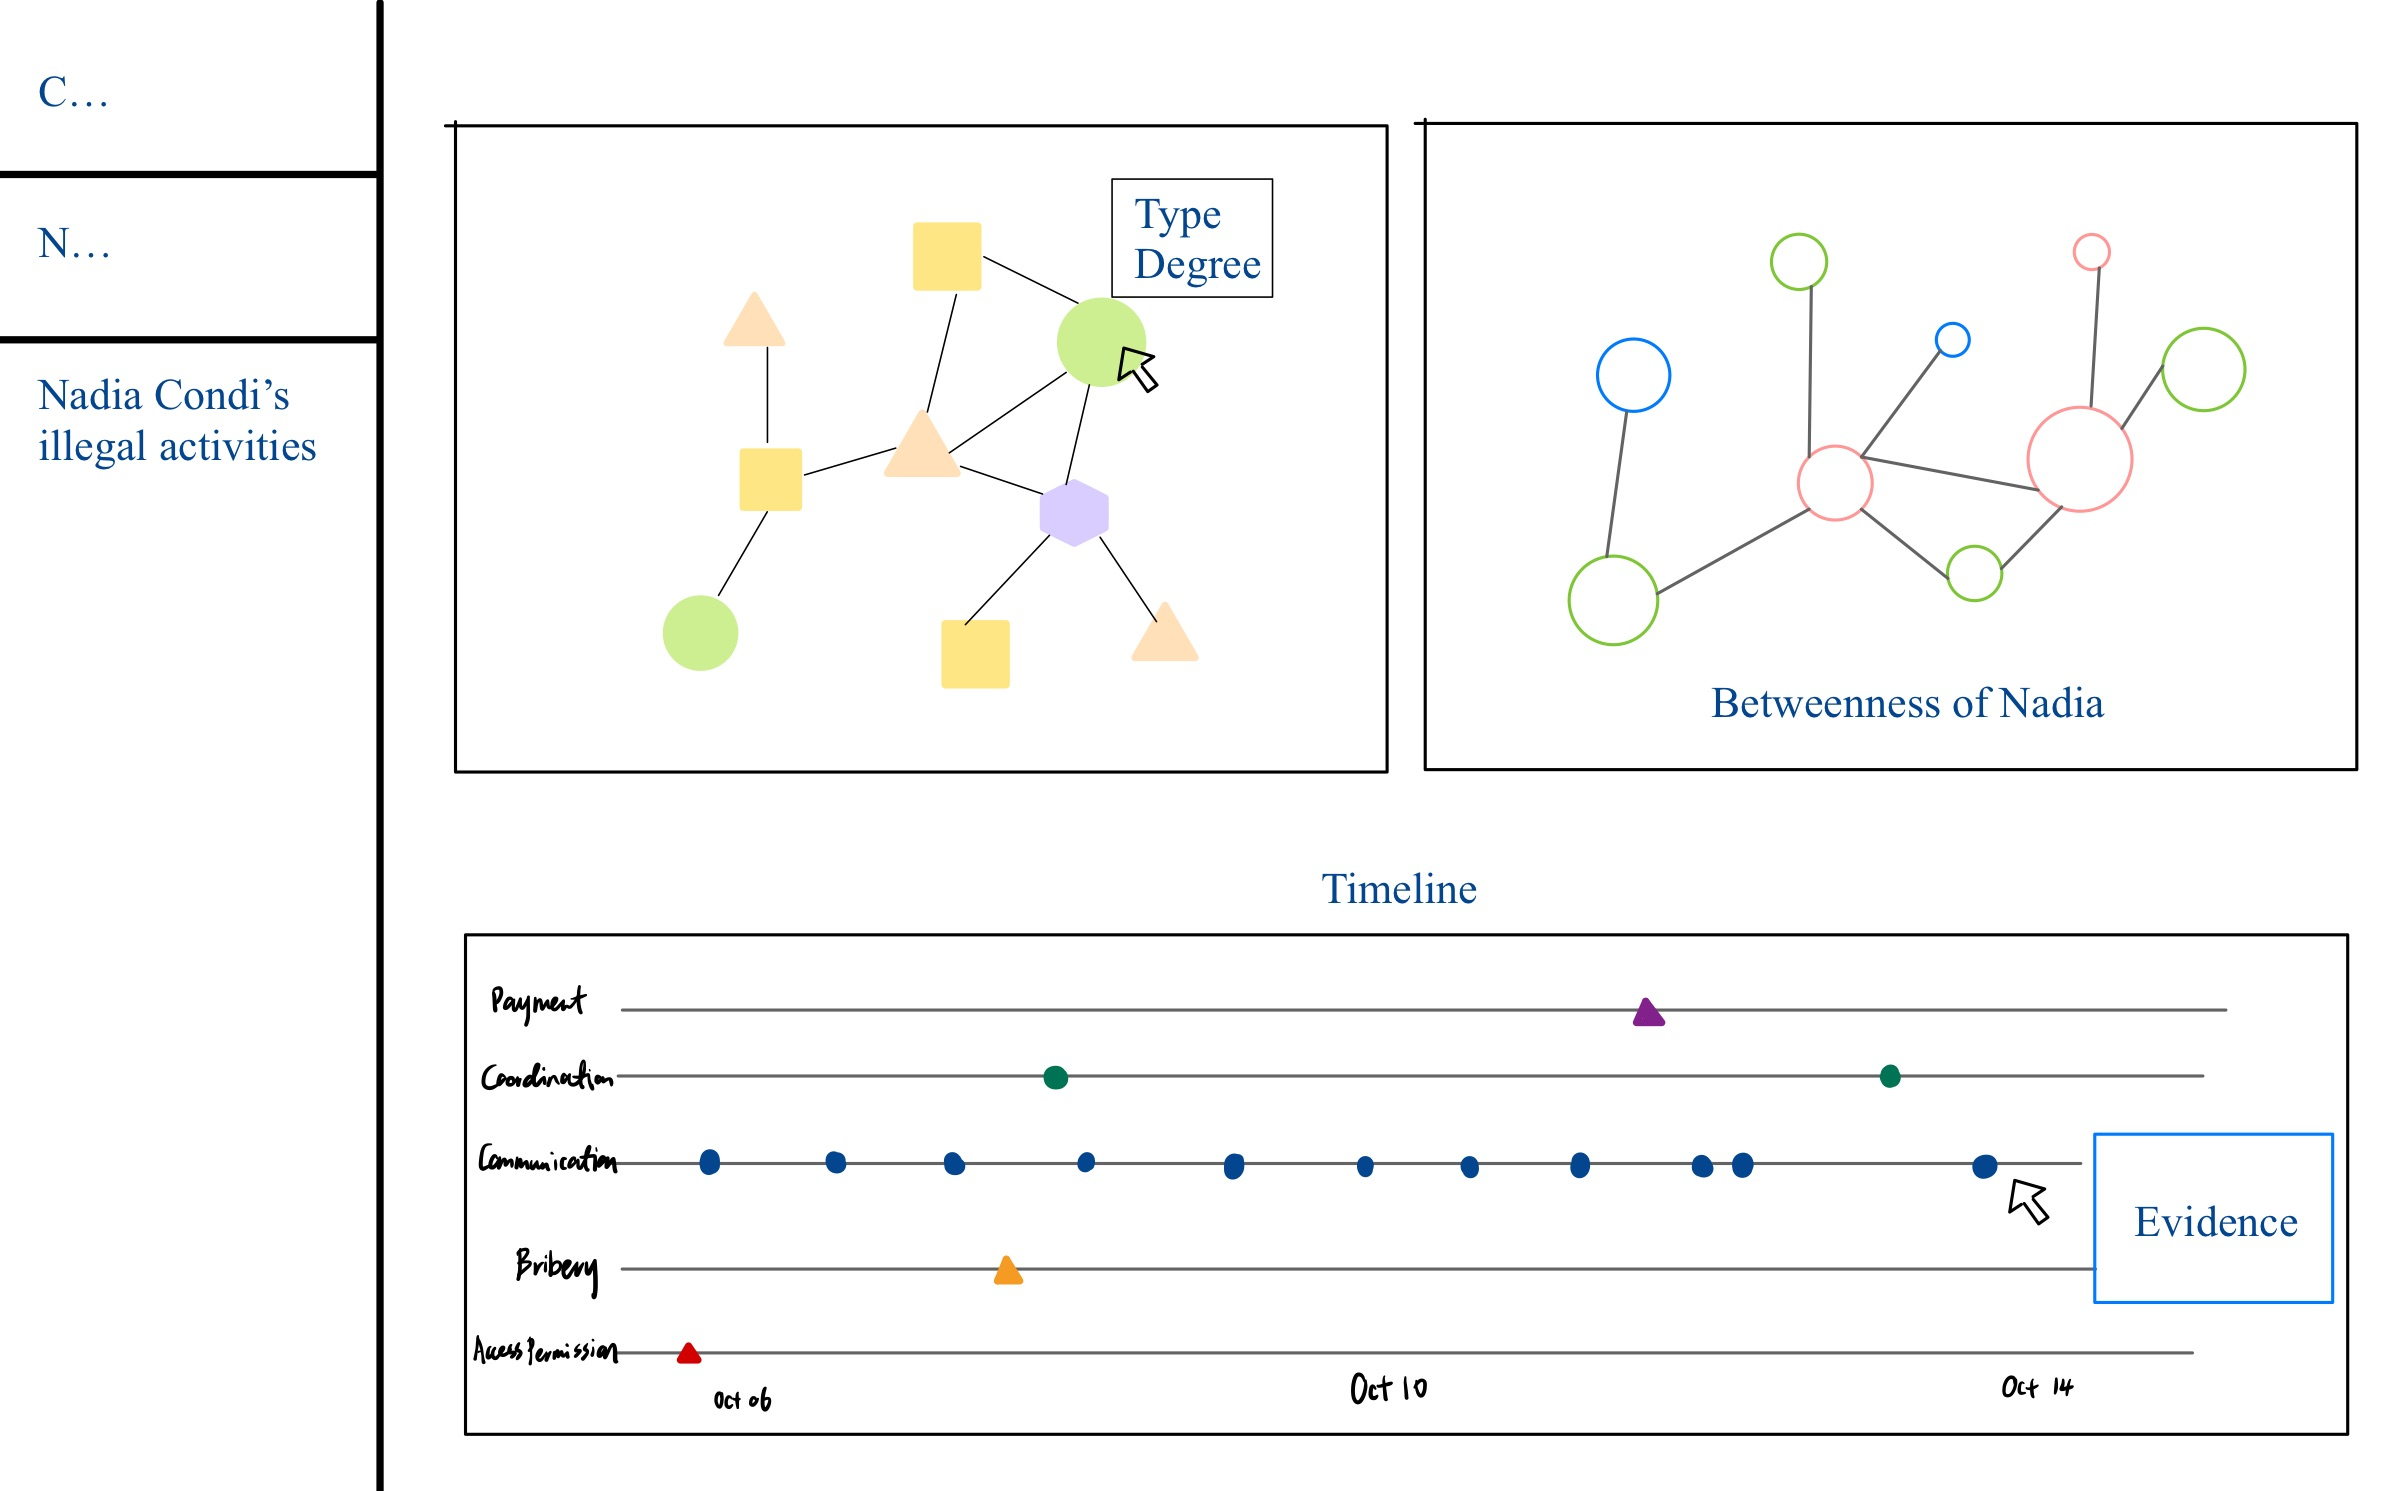 C…
N…
Nadia Condi’s
illegal activities
Type
Degree
Betweenness of Nadia
Timeline
Payment
Coordination
Communication
Evidence
Bribery
Access Permission
Oct 06
Oct 10
Oct 14